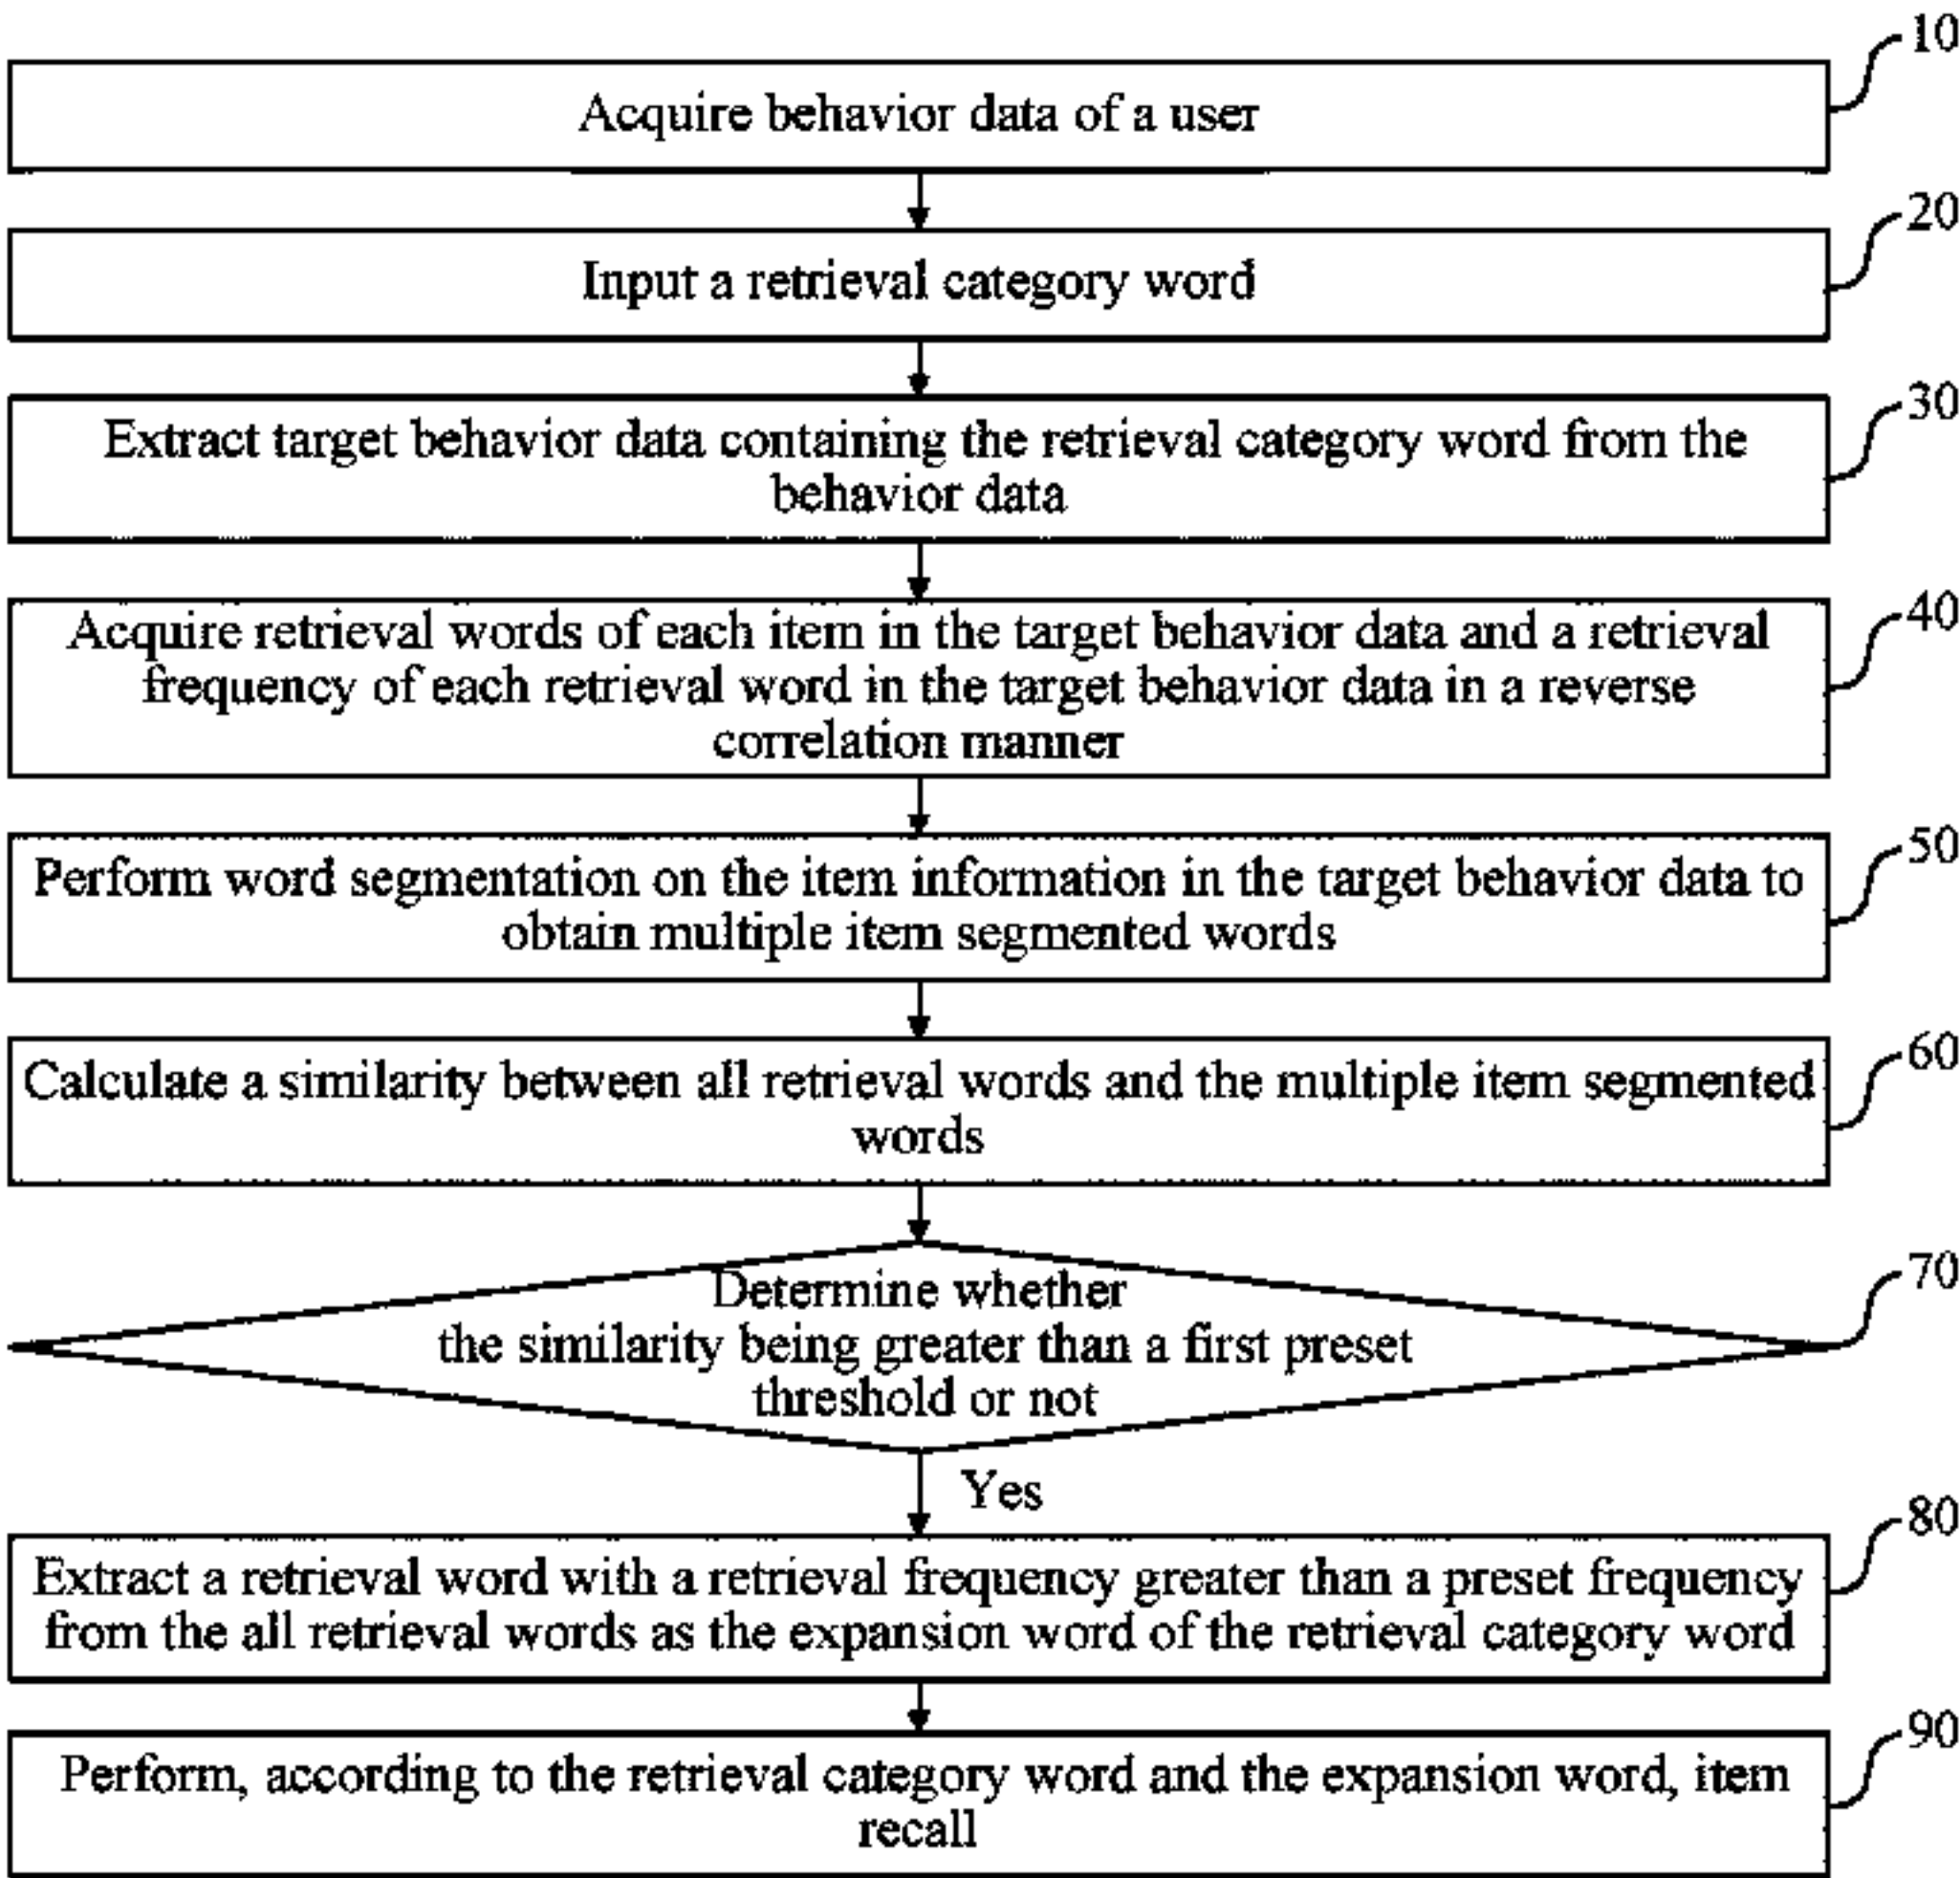 10
Acquire behavior data of a user
20
Input a retrieval category word
30
Extract target behavior data containing the retrieval category word from the
behavior data
40
Acquire retrieval words of each item in the target behavior data and a retrieval
frequency of each retrieval word in the target behavior data in a reverse
correlation manner
50
Perform word segmentation on the item information in the target behavior data to
obtain multiple item segmented words
60
Calculate a similarity between all retrieval words and the multiple item segmented
words
70
Determine whether
the similarity being greater than a first preset
threshold or not
Yes
80
Extract a retrieval word with a retrieval frequency greater than a preset frequency
from the all retrieval words as the expansion word of the retrieval category word
90
Perform, according to the retrieval category word and the expansion word, item
recall